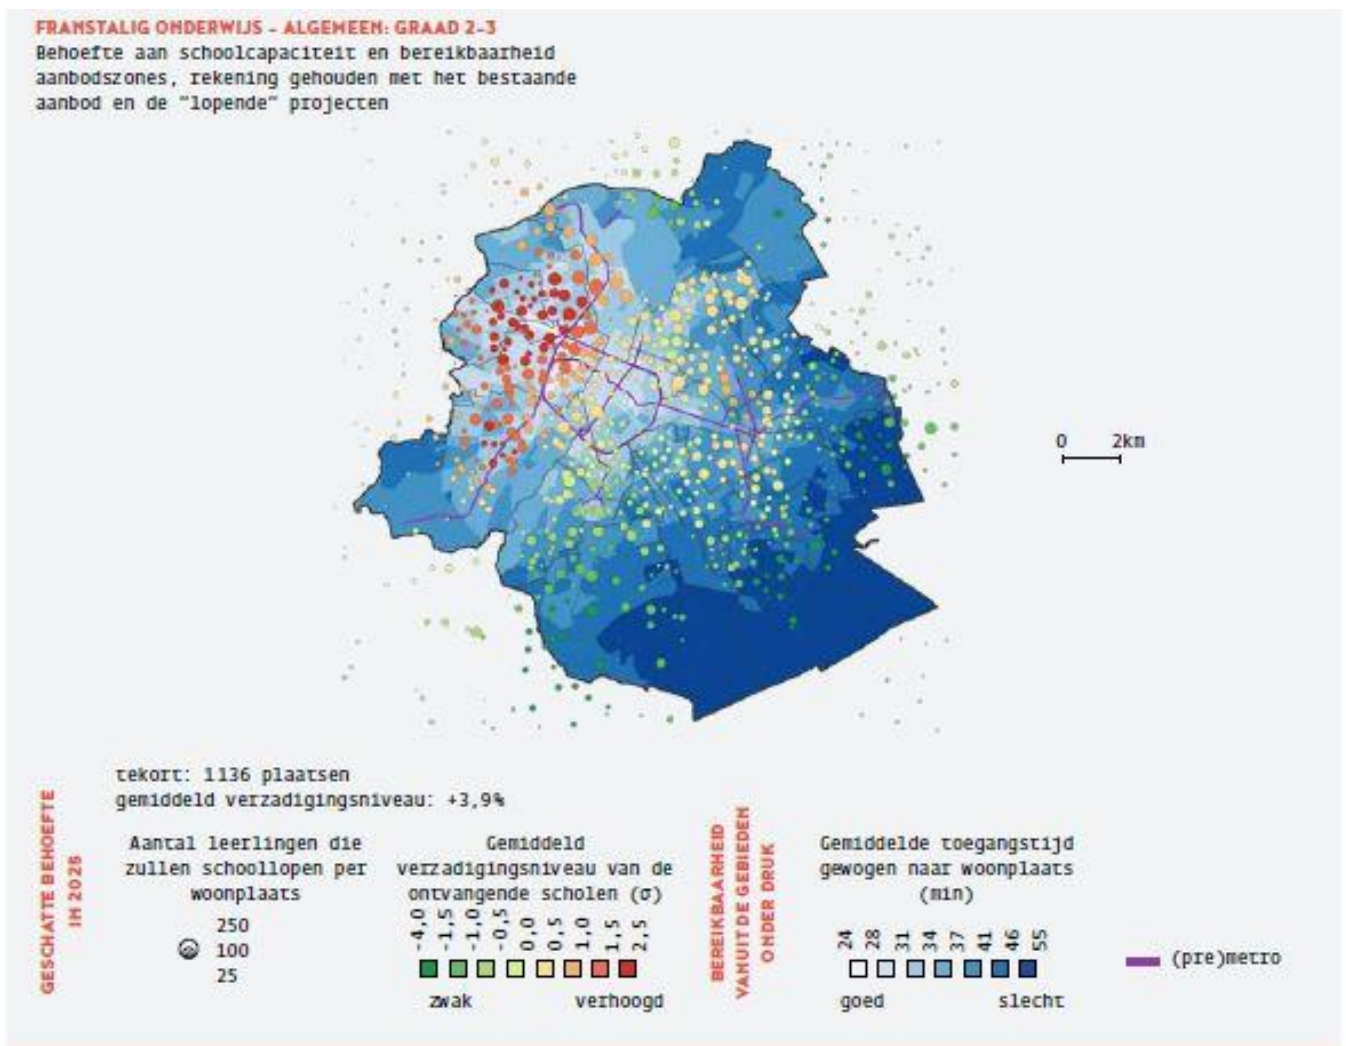 FRANSTALIG ONDERWIJS – ALGEMEEN: GRAAD 2-3
Behoefte aan schoolcapaciteit en bereikbaarheid
aanbodszones, rekening gehouden met het bestaande
aanbod en de "lopende" projecten
0 2km
tekort: 1136 plaatsen
gemiddeld verzadigingsniveau: +3,9%
GESCHATTE BEHOEFTE
IN 2025
Aantal leerlingen die
zullen schoollopen per
woonplaats
250
100
25
Gemiddeld
verzadigingsniveau van de
ontvangende scholen (σ)
-4,0 -1,5 -1,0 -0,5 0,0 0,5 1,0 1,5 2,5
zwak verhoogd
BEREIKBAARHEID
VANUIT DE GEBIEDEN
ONDER DRUK
Gemiddelde toegangstijd
gewogen naar woonplaats
(min)
24 28 31 34 37 41 46 55
goed slecht
(pre)metro